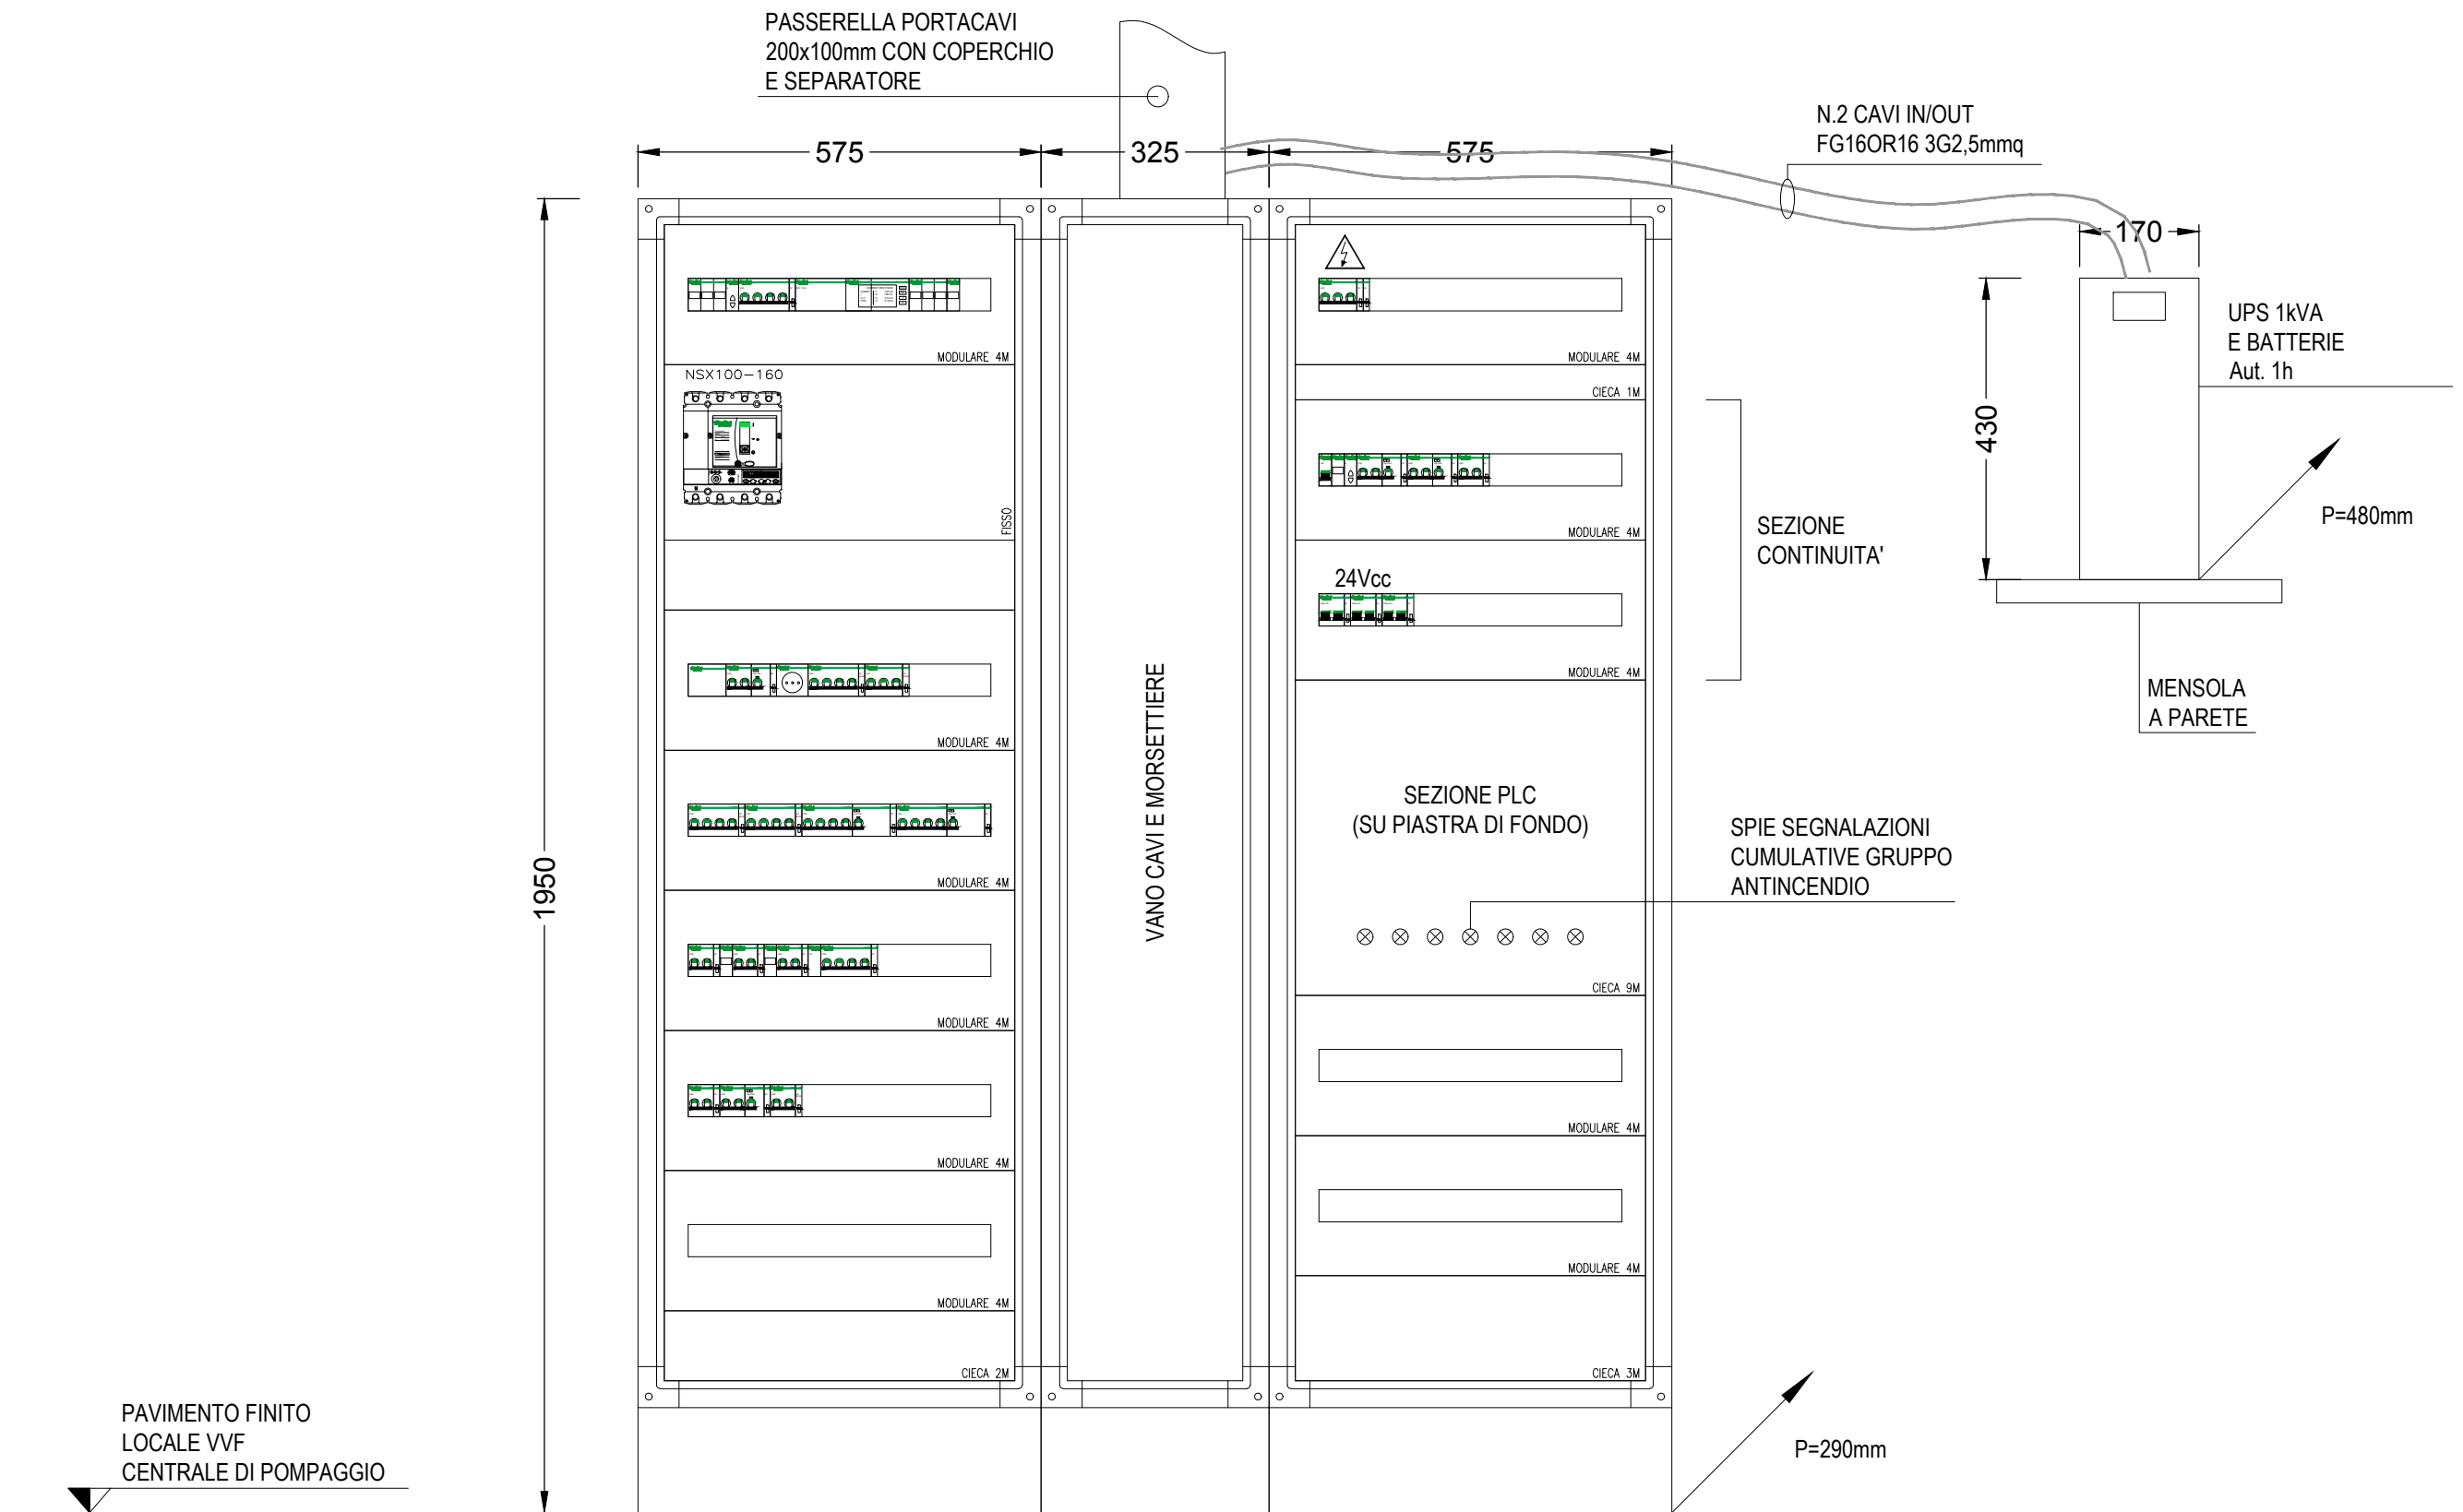 PASSERELLA PORTACAVI
200x100mm CON COPERCHIO
E SEPARATORE
N.2 CAVI IN/OUT
FG16OR16 3G2,5mmq
575
325
575
170
UPS 1kVA
E BATTERIE
Aut. 1h
430
P=480mm
MENSOLA
A PARETE
1950
MODULARE 4M
NSX100-160
FISSO
MODULARE 4M
MODULARE 4M
MODULARE 4M
MODULARE 4M
MODULARE 4M
CIECA 2M
VANO CAVI E MORSETTIERE
MODULARE 4M
CIECA 1M
MODULARE 4M
24Vcc
MODULARE 4M
SEZIONE
CONTINUITA'
SEZIONE PLC
(SU PIASTRA DI FONDO)
SPIE SEGNALAZIONI
CUMULATIVE GRUPPO
ANTINCENDIO
CIECA 9M
MODULARE 4M
MODULARE 4M
CIECA 3M
P=290mm
PAVIMENTO FINITO
LOCALE VVF
CENTRALE DI POMPAGGIO